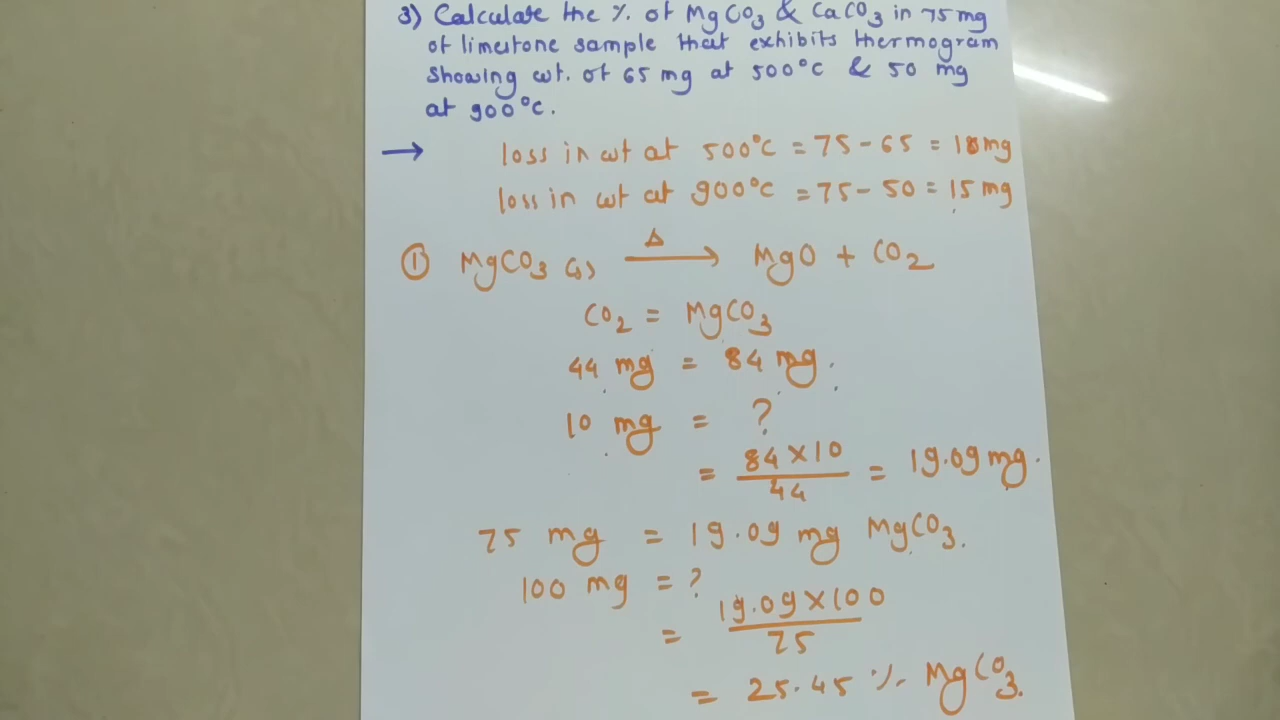 3) Calculate the %. of MgCO3 & CaCO3 in 75 mg
of limestone sample that exhibits thermogram
showing wt. of 65 mg at 500°C & 50 mg
at 900°C.
→ loss in wt at 500°C = 75 - 65 = 10 mg
loss in wt at 900°C = 75 - 50 = 15 mg
① MgCO3 (s) Δ→ MgO + CO2
CO2 = MgCO3
44 mg = 84 mg.
10 mg = ?
= 84 × 10 / 44 = 19.09 mg.
75 mg = 19.09 mg MgCO3.
100 mg = ?
= 19.09 × 100 / 75
= 25.45 %. MgCO3.